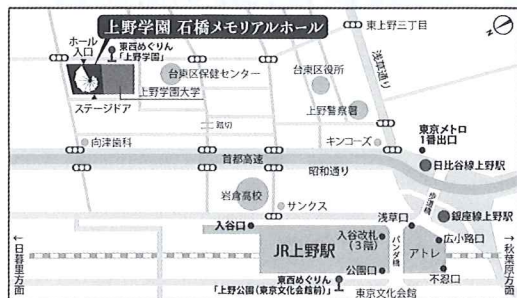 上野学園 石橋メモリアルホール
ホール
入口
東西めぐりん
「上野学園」
上野学園大学
ステージドア
台東区保健センター
台東区役所
東上野三丁目
浅草通り
N
上野警察署
踏切
向津歯科
キンコーズ
東京メトロ
1番出口
首都高速
昭和通り
日比谷線上野駅
岩倉高校
サンクス
歩道橋
銀座線上野駅
入谷口
浅草口
入谷改札
(3階)
JR上野駅
パンダ橋
アトレ
広小路口
公園口
不忍口
東西めぐりん
「上野公園(東京文化会館前)」
東京文化会館
←日暮里方面
秋葉原方面→